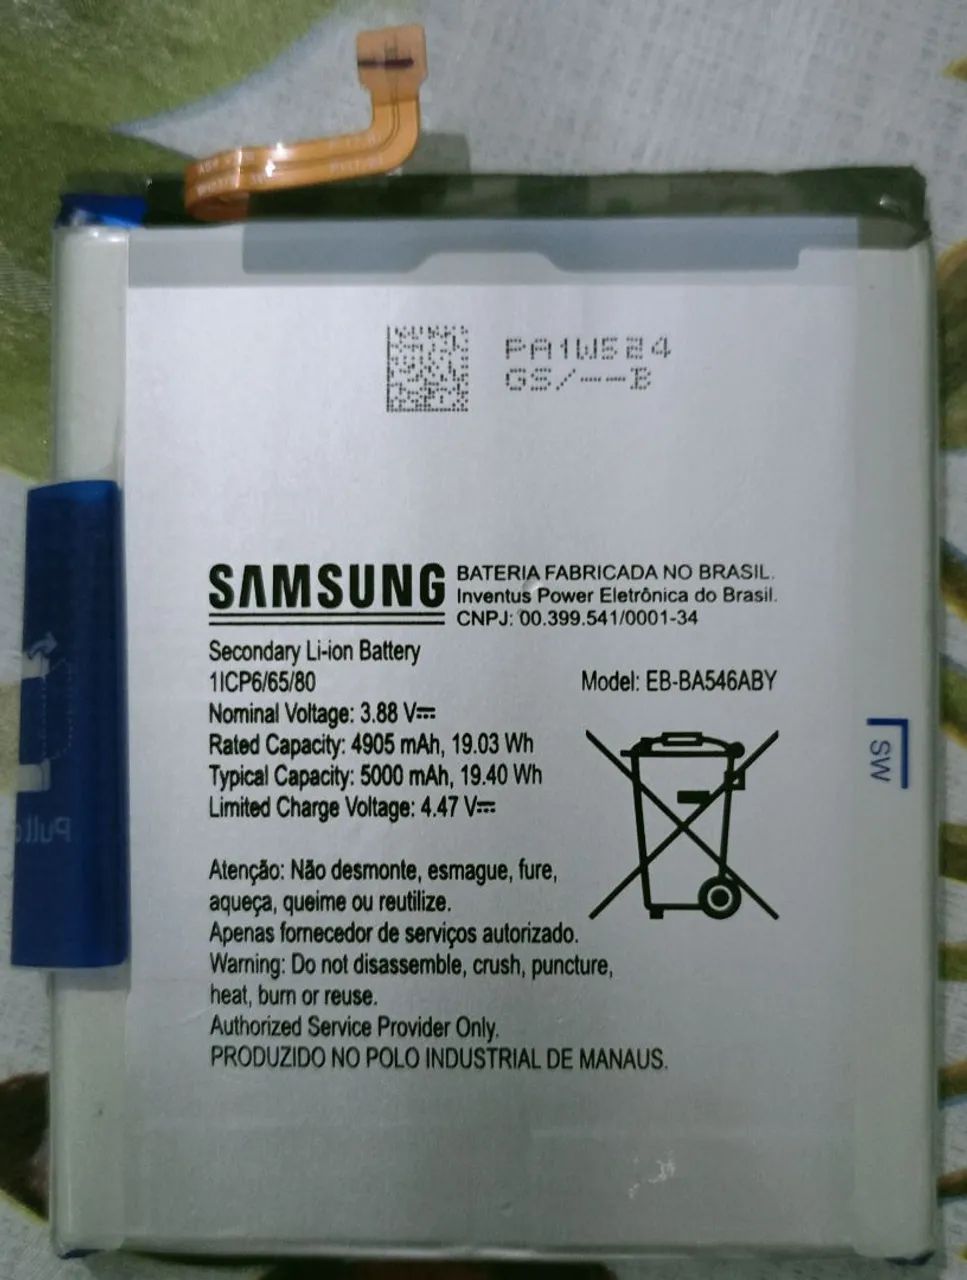 PA1W524
GS/--B
SAMSUNG
BATERIA FABRICADA NO BRASIL.
Inventus Power Eletrônica do Brasil.
CNPJ: 00.399.541/0001-34
Secondary Li-ion Battery
1ICP6/65/80
Model: EB-BA546ABY
Nominal Voltage: 3.88 V⎓
Rated Capacity: 4905 mAh, 19.03 Wh
Typical Capacity: 5000 mAh, 19.40 Wh
Limited Charge Voltage: 4.47 V⎓
SW
Atenção: Não desmonte, esmague, fure,
aqueça, queime ou reutilize.
Apenas fornecedor de serviços autorizado.
Warning: Do not disassemble, crush, puncture,
heat, burn or reuse.
Authorized Service Provider Only.
PRODUZIDO NO POLO INDUSTRIAL DE MANAUS.